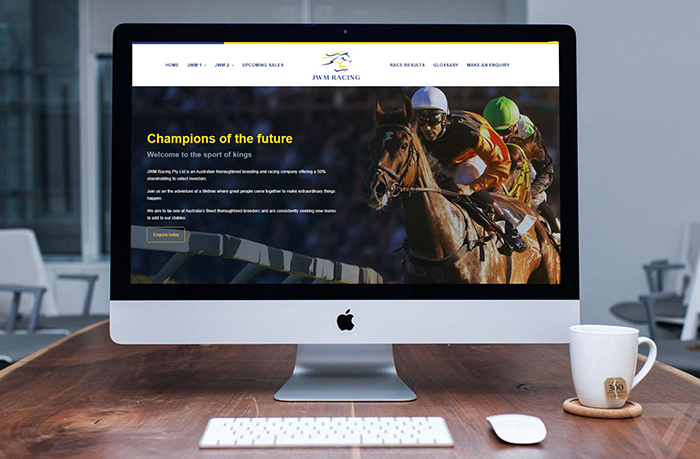 HOME JWM 1 JWM 2 UPCOMING SALES JWM RACING RACE RESULTS GLOSSARY MAKE AN ENQUIRY
Champions of the future
Welcome to the sport of kings
JWM Racing Pty Ltd is an Australian thoroughbred breeding and racing company offering a 50%
shareholding to select investors.
Join us on the adventure of a lifetime where great people come together to make extraordinary things
happen.
We aim to be one of Australia's finest thoroughbred breeders and are consistently seeking new mares
to add to our stables.
Enquire today
300